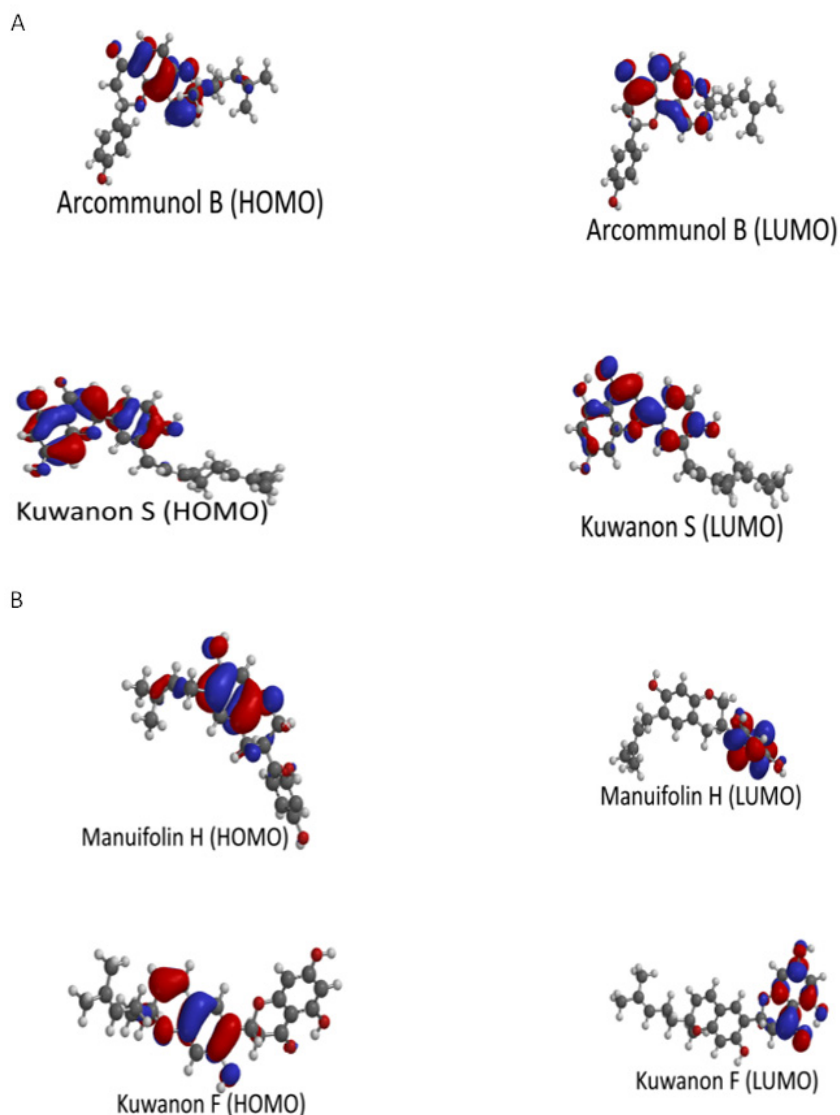 A
Arcommunol B (HOMO)
Arcommunol B (LUMO)
Kuwanon S (HOMO)
Kuwanon S (LUMO)
B
Manuifolin H (HOMO)
Manuifolin H (LUMO)
Kuwanon F (HOMO)
Kuwanon F (LUMO)